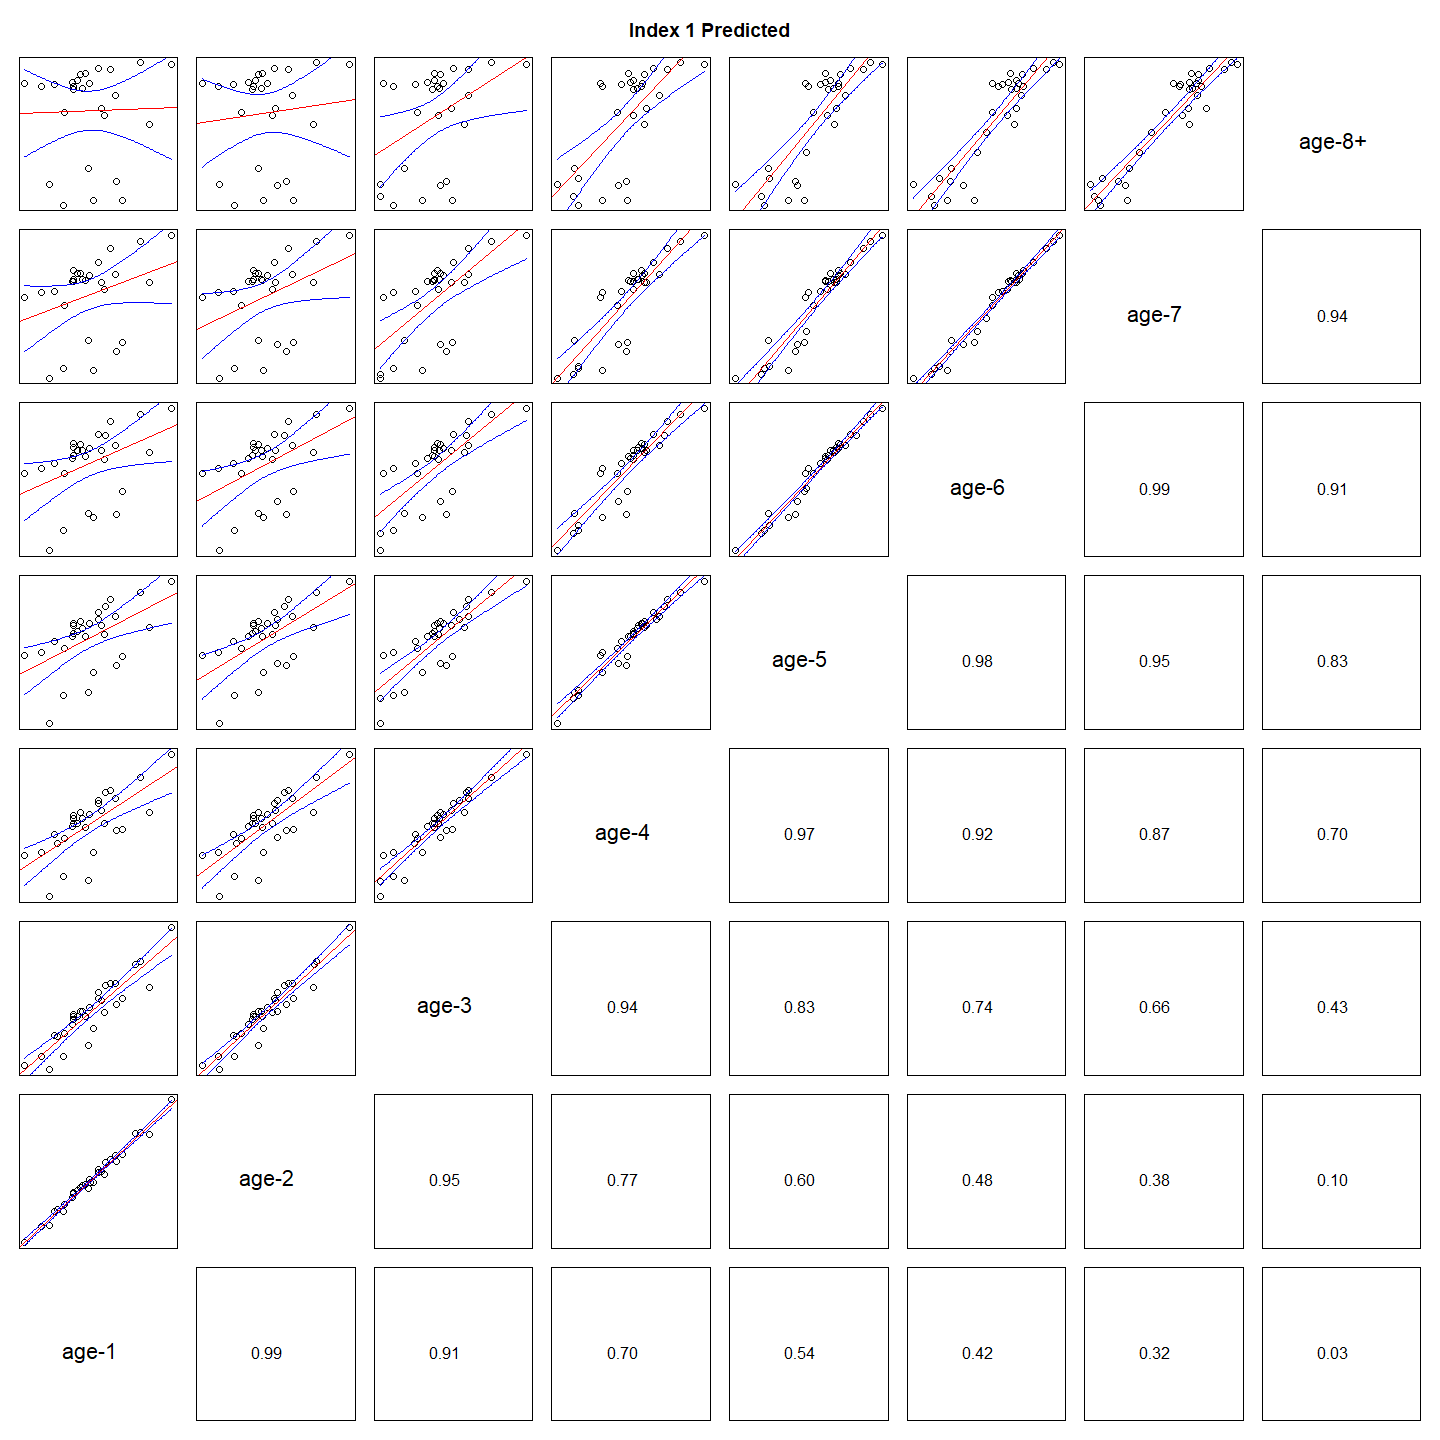 Index 1 Predicted
age-8+
age-7 0.94
age-6 0.99 0.91
age-5 0.98 0.95 0.83
age-4 0.97 0.92 0.87 0.70
age-3 0.94 0.83 0.74 0.66 0.43
age-2 0.95 0.77 0.60 0.48 0.38 0.10
age-1 0.99 0.91 0.70 0.54 0.42 0.32 0.03